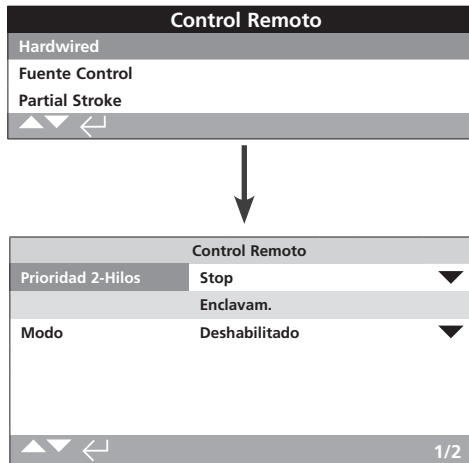 Control Remoto
Hardwired
Fuente Control
Partial Stroke
Control Remoto
Prioridad 2-Hilos Stop
Enclavam.
Modo Deshabilitado
1/2